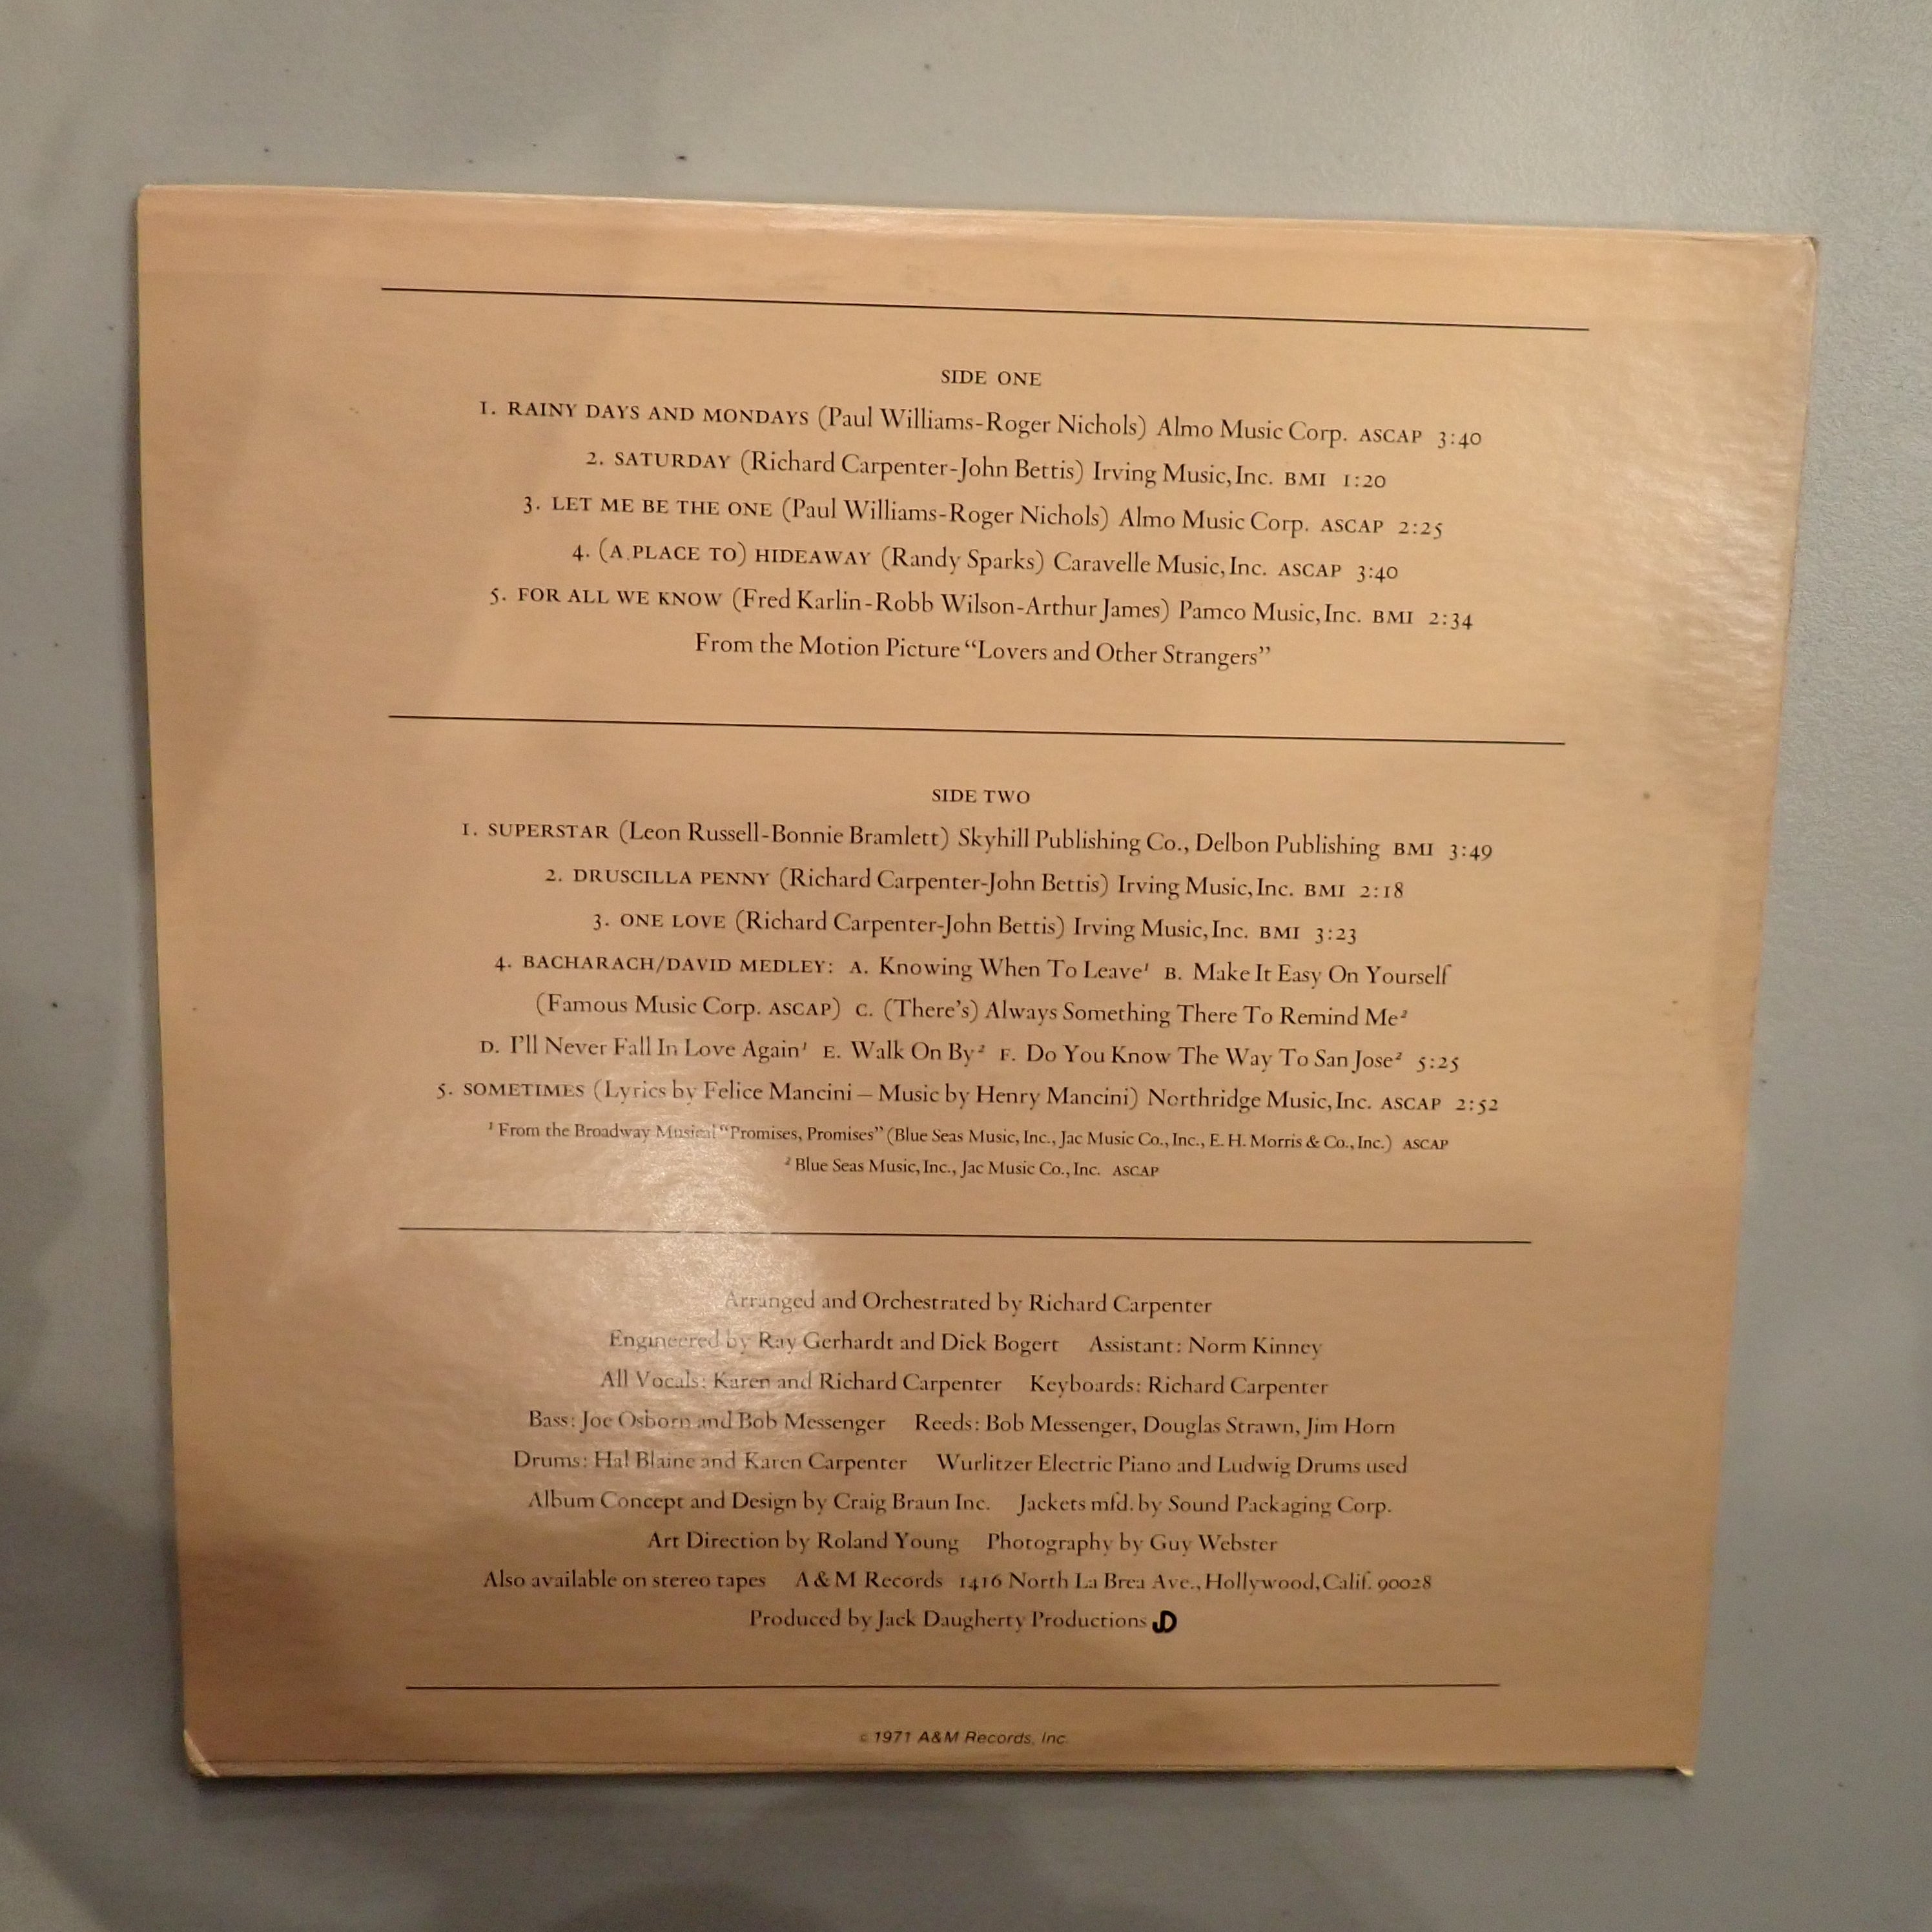 SIDE ONE
1. RAINY DAYS AND MONDAYS (Paul Williams-Roger Nichols) Almo Music Corp. ASCAP 3:40
2. SATURDAY (Richard Carpenter-John Bettis) Irving Music, Inc. BMI 1:20
3. LET ME BE THE ONE (Paul Williams-Roger Nichols) Almo Music Corp. ASCAP 2:25
4. (A PLACE TO) HIDEAWAY (Randy Sparks) Caravelle Music, Inc. ASCAP 3:40
5. FOR ALL WE KNOW (Fred Karlin-Robb Wilson-Arthur James) Pamco Music, Inc. BMI 2:34
From the Motion Picture “Lovers and Other Strangers”
SIDE TWO
1. SUPERSTAR (Leon Russell-Bonnie Bramlett) Skyhill Publishing Co., Delbon Publishing BMI 3:49
2. DRUSCILLA PENNY (Richard Carpenter-John Bettis) Irving Music, Inc. BMI 2:18
3. ONE LOVE (Richard Carpenter-John Bettis) Irving Music, Inc. BMI 3:23
4. BACHARACH/DAVID MEDLEY: A. Knowing When To Leave¹ B. Make It Easy On Yourself
(Famous Music Corp. ASCAP) C. (There’s) Always Something There To Remind Me²
D. I’ll Never Fall In Love Again¹ E. Walk On By² F. Do You Know The Way To San Jose² 5:25
5. SOMETIMES (Lyrics by Felice Mancini – Music by Henry Mancini) Northridge Music, Inc. ASCAP 2:52
¹ From the Broadway Musical “Promises, Promises” (Blue Seas Music, Inc., Jac Music Co., Inc., E. H. Morris & Co., Inc.) ASCAP
² Blue Seas Music, Inc., Jac Music Co., Inc. ASCAP
Arranged and Orchestrated by Richard Carpenter
Engineered by Ray Gerhardt and Dick Bogert Assistant: Norm Kinney
All Vocals: Karen and Richard Carpenter Keyboards: Richard Carpenter
Bass: Joe Osborn and Bob Messenger Reeds: Bob Messenger, Douglas Strawn, Jim Horn
Drums: Hal Blaine and Karen Carpenter Wurlitzer Electric Piano and Ludwig Drums used
Album Concept and Design by Craig Braun Inc. Jackets mfd. by Sound Packaging Corp.
Art Direction by Roland Young Photography by Guy Webster
Also available on stereo tapes A&M Records 1416 North La Brea Ave., Hollywood, Calif. 90028
Produced by Jack Daugherty Productions JD
© 1971 A&M Records, Inc.